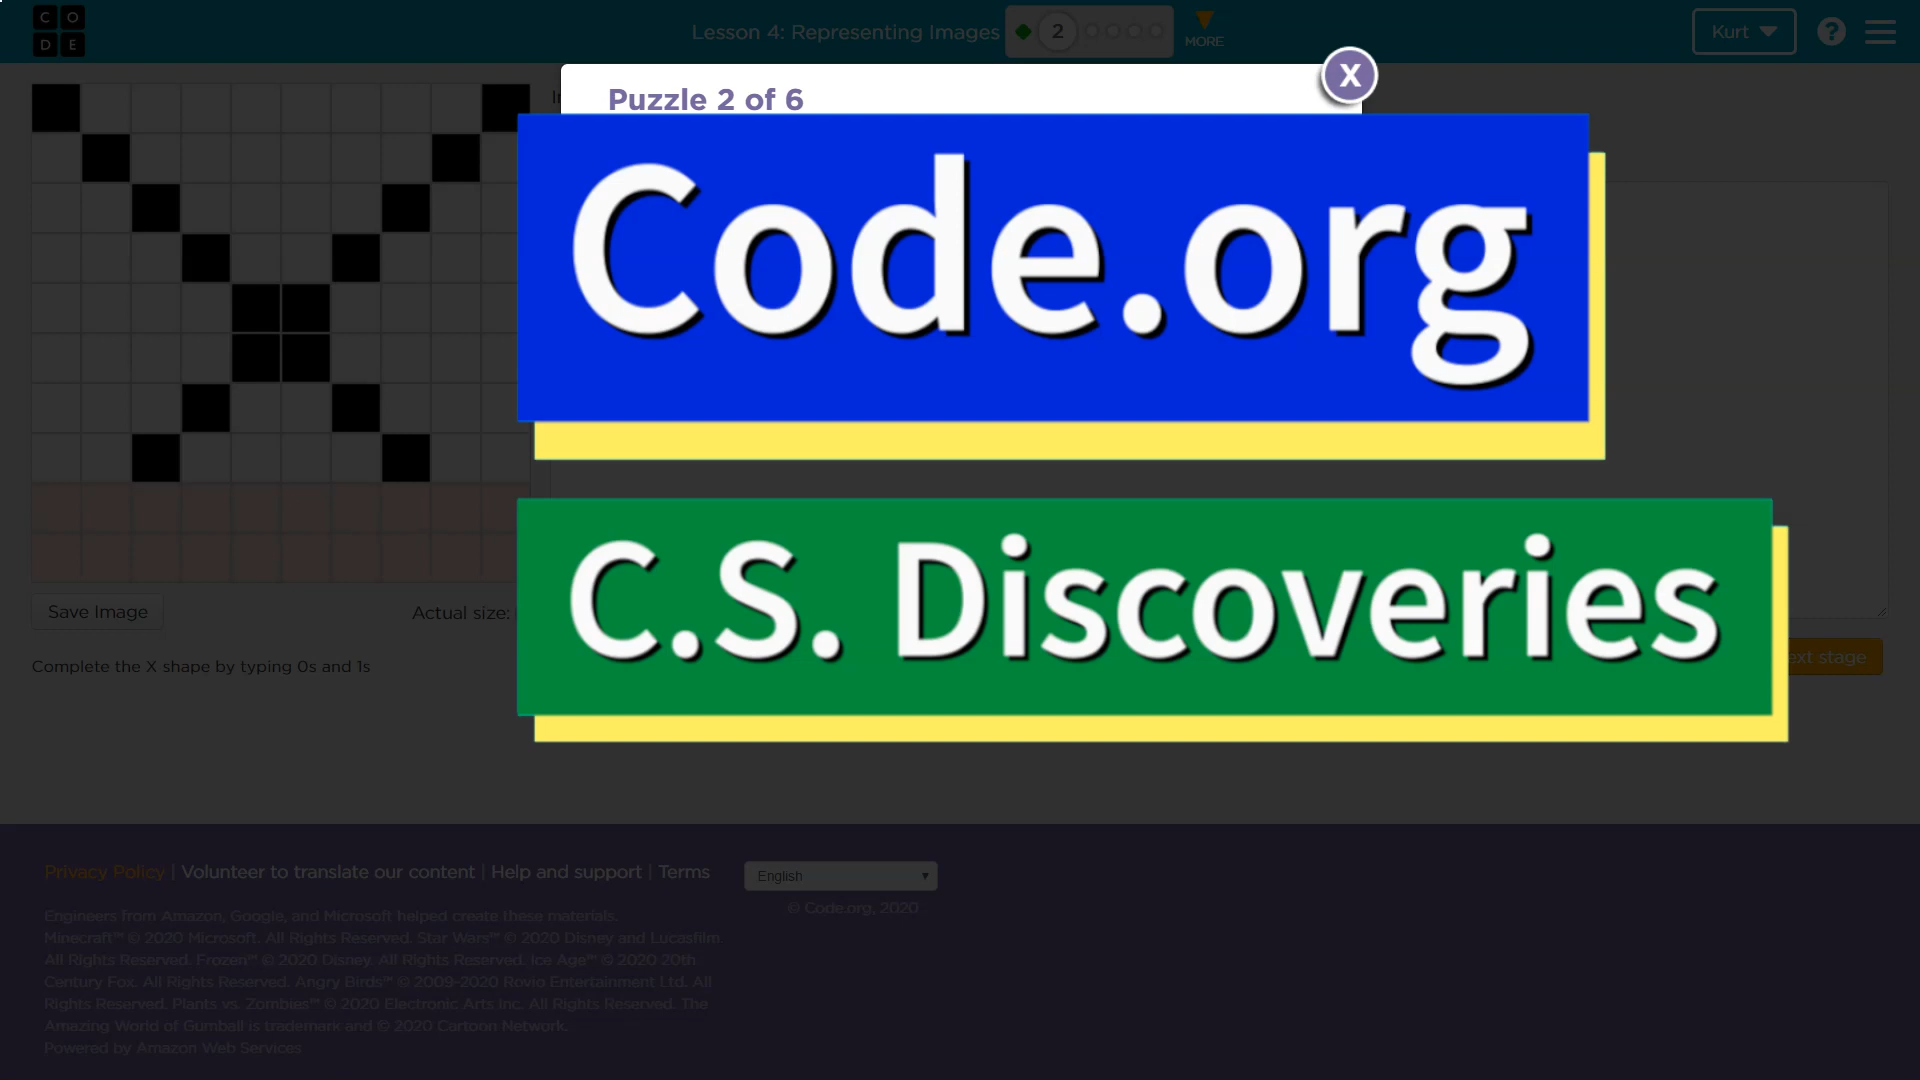 C O
D E
Lesson 4: Representing Images
2
MORE
Kurt
?
X
Puzzle 2 of 6
Code.org
C.S. Discoveries
Save Image
Actual size:
Complete the X shape by typing 0s and 1s
ext stage
Privacy Policy | Volunteer to translate our content | Help and support | Terms
English
© Code.org, 2020
Engineers from Amazon, Google, and Microsoft helped create these materials.
Minecraft™ © 2020 Microsoft. All Rights Reserved. Star Wars™ © 2020 Disney and Lucasfilm.
All Rights Reserved. Frozen™ © 2020 Disney. All Rights Reserved. Ice Age™ © 2020 20th
Century Fox. All Rights Reserved. Angry Birds™ © 2009-2020 Rovio Entertainment Ltd. All
Rights Reserved. Plants vs. Zombies™ © 2020 Electronic Arts Inc. All Rights Reserved. The
Amazing World of Gumball is trademark and © 2020 Cartoon Network.
Powered by Amazon Web Services